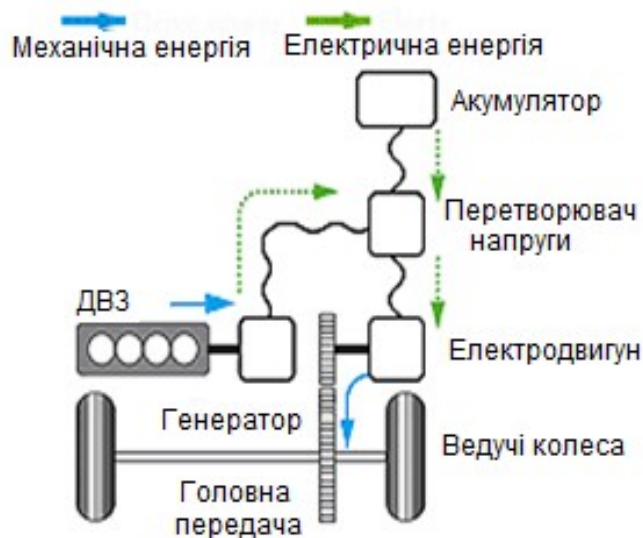 Механічна енергія
Електрична енергія
Акумулятор
Перетворювач
напруги
ДВЗ
Електродвигун
Генератор
Ведучі колеса
Головна
передача